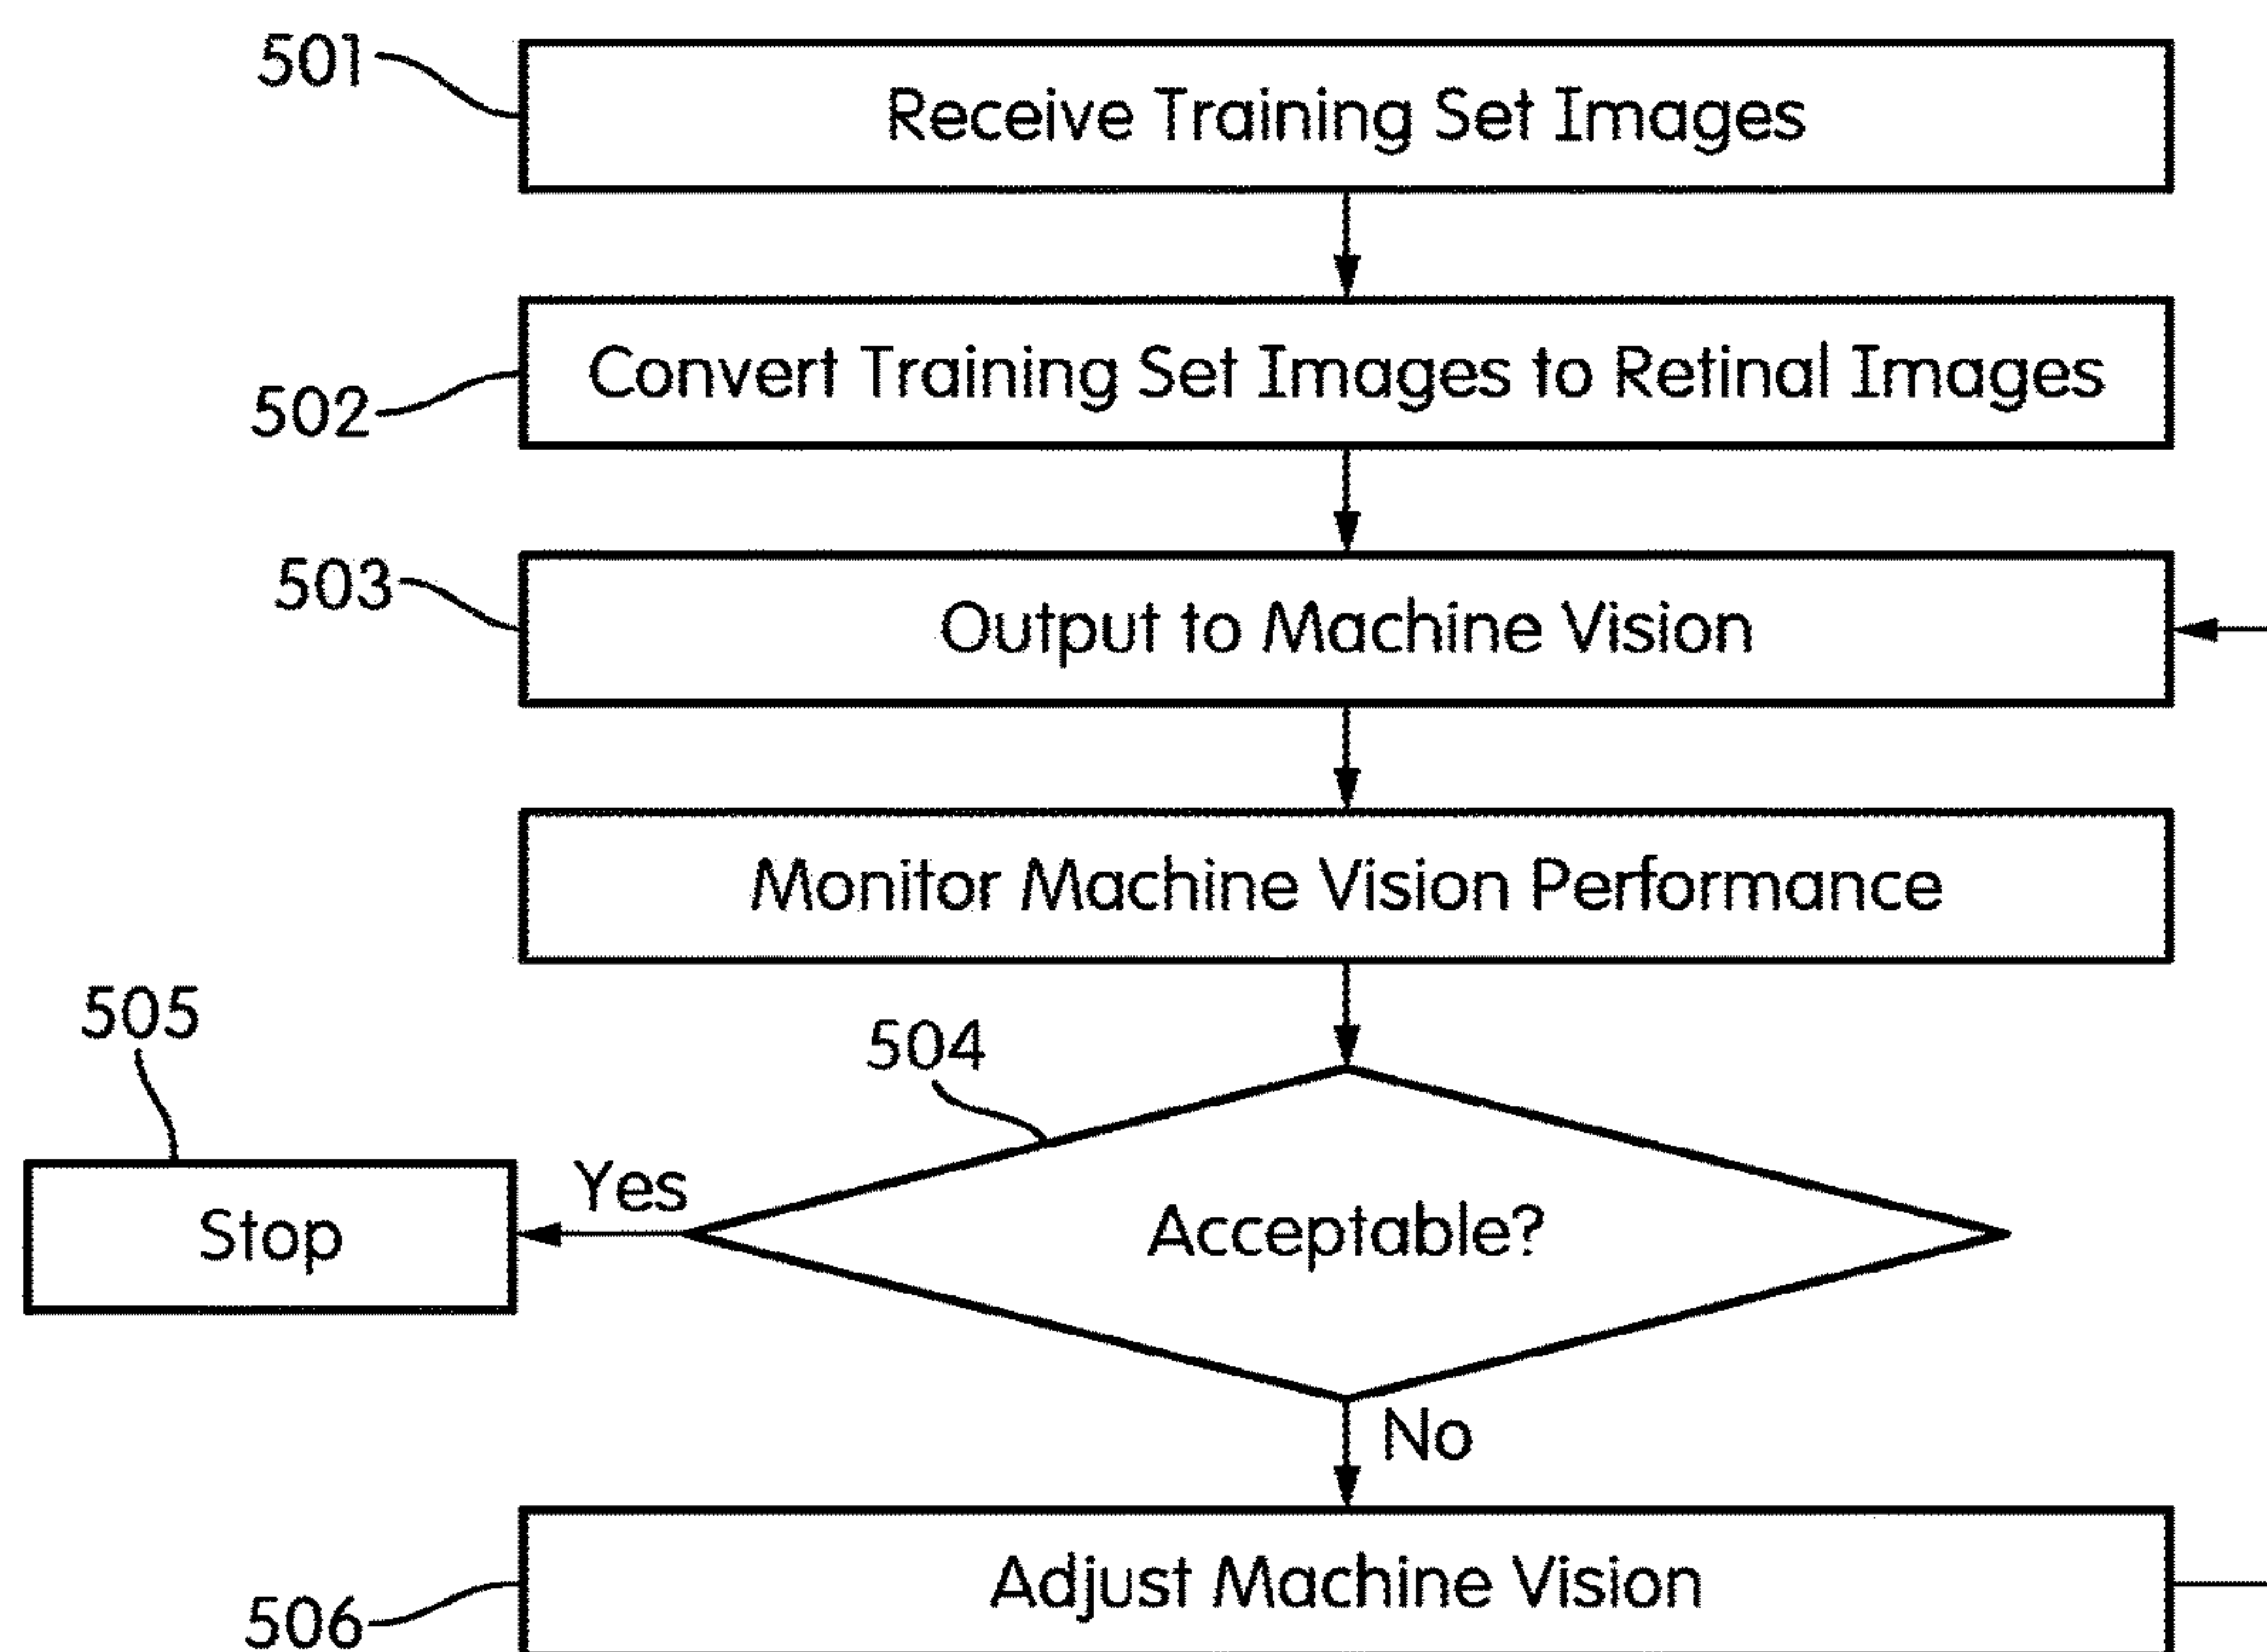 501
Receive Training Set Images
502
Convert Training Set Images to Retinal Images
503
Output to Machine Vision
Monitor Machine Vision Performance
505
504
Stop
Yes
Acceptable?
No
506
Adjust Machine Vision